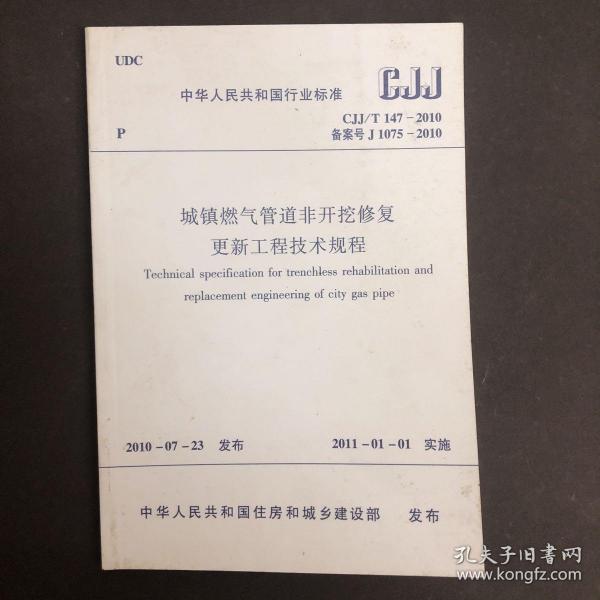 UDC
中华人民共和国行业标准
CJJ
CJJ/T 147－2010
P
备案号 J 1075－2010
城镇燃气管道非开挖修复
更新工程技术规程
Technical specification for trenchless rehabilitation and
replacement engineering of city gas pipe
2010－07－23 发布
2011－01－01 实施
中华人民共和国住房和城乡建设部 发布
孔夫子旧书网
www.kongfz.com